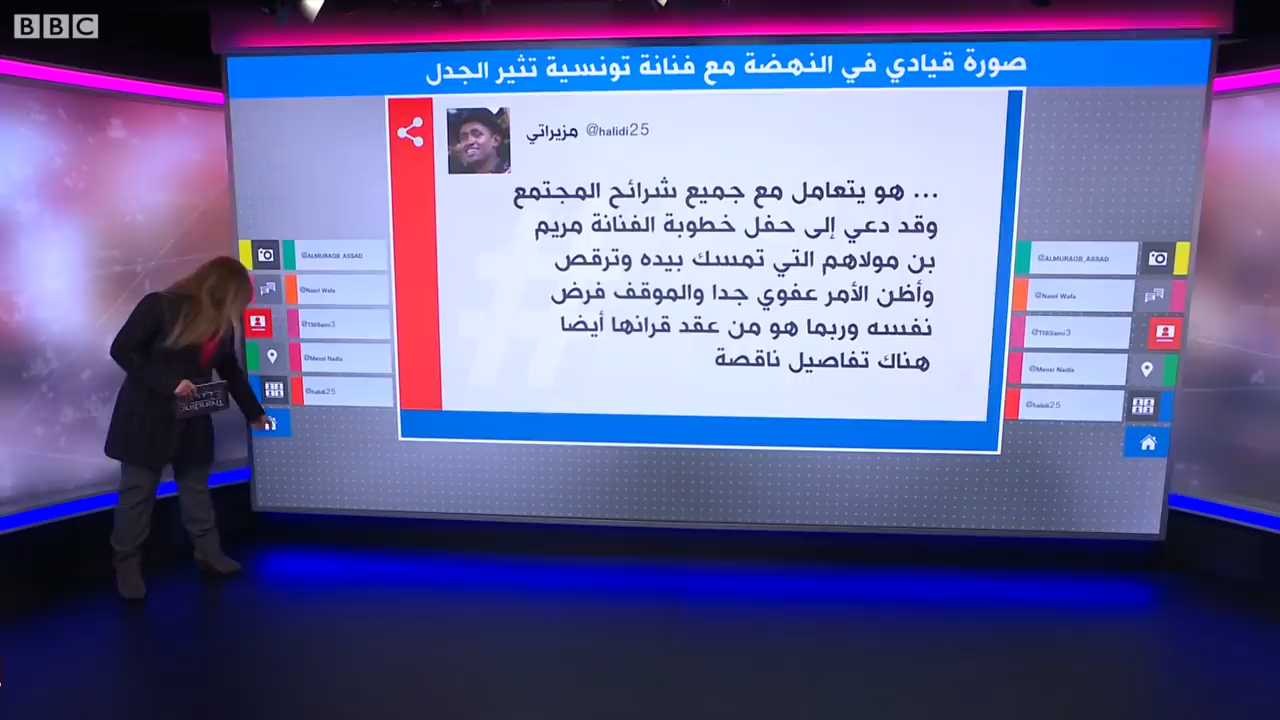 BBC
صورة قيادي في النهضة مع فنانة تونسية تثير الجدل
مزيراتي @halidi25
... هو يتعامل مع جميع شرائح المجتمع
وقد دعي إلى حفل خطوبة الفنانة مريم
بن مولاهم التي تمسك بيده وترقص
وأظن الأمر عفوي جدا والموقف فرض
نفسه وربما هو من عقد قرانها أيضا
هناك تفاصيل ناقصة
@ALMURAQB_ASSAD
@Nasri Wafa
@TliliSami3
@Mensi Nadia
@halidi25
@ALMURAQB_ASSAD
@Nasri Wafa
@TliliSami3
@Mensi Nadia
@halidi25